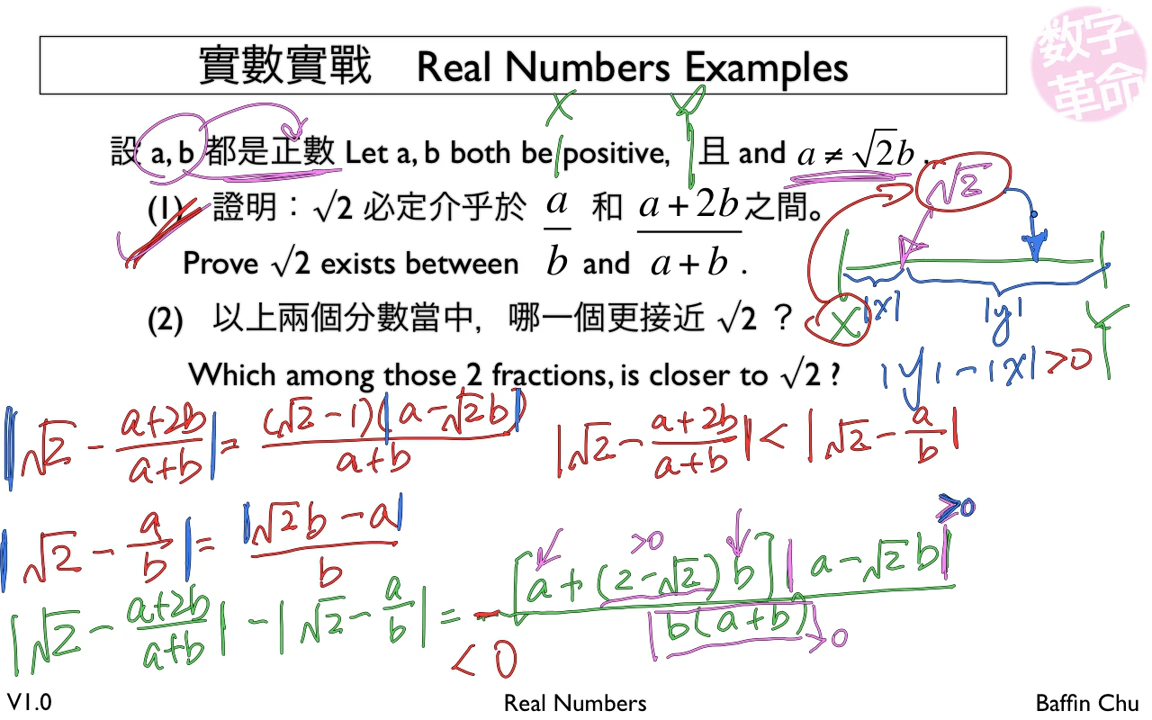 實數實戰 Real Numbers Examples
数字
革命
X Y
設 a, b 都是正數 Let a, b both be positive, 且 and a ≠ √2b .
√2
(1) 證明：√2 必定介乎於 a/b 和 (a+2b)/(a+b) 之間。
Prove √2 exists between a/b and (a+b) .
(2) 以上兩個分數當中，哪一個更接近 √2 ？
X |x| |y| Y
Which among those 2 fractions, is closer to √2 ?
|y| - |x| > 0
|√2 - (a+2b)/(a+b)| = (√2-1)(|a-√2b|)/(a+b)
|√2 - (a+2b)/(a+b)| < |√2 - a/b|
|√2 - a/b| = |√2b - a|/b
>0 >0
|√2 - (a+2b)/(a+b)| - |√2 - a/b| = - [a+(2-√2)b] |a-√2b| / b(a+b) >0
< 0
V1.0 Real Numbers Baffin Chu